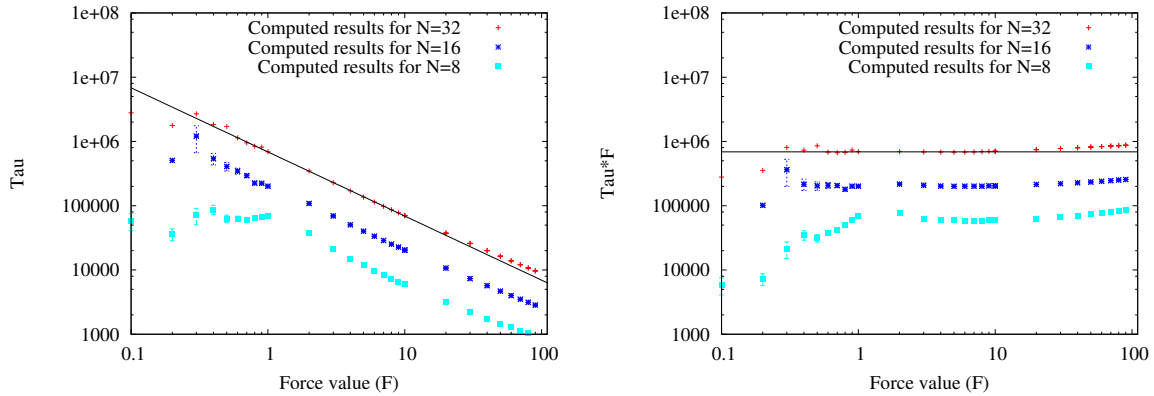 1e+08
1e+07
1e+06
100000
10000
1000
0.1
1
10
100
Tau
Force value (F)
Computed results for N=32
Computed results for N=16
Computed results for N=8
1e+08
1e+07
1e+06
100000
10000
1000
0.1
1
10
100
Tau*F
Force value (F)
Computed results for N=32
Computed results for N=16
Computed results for N=8